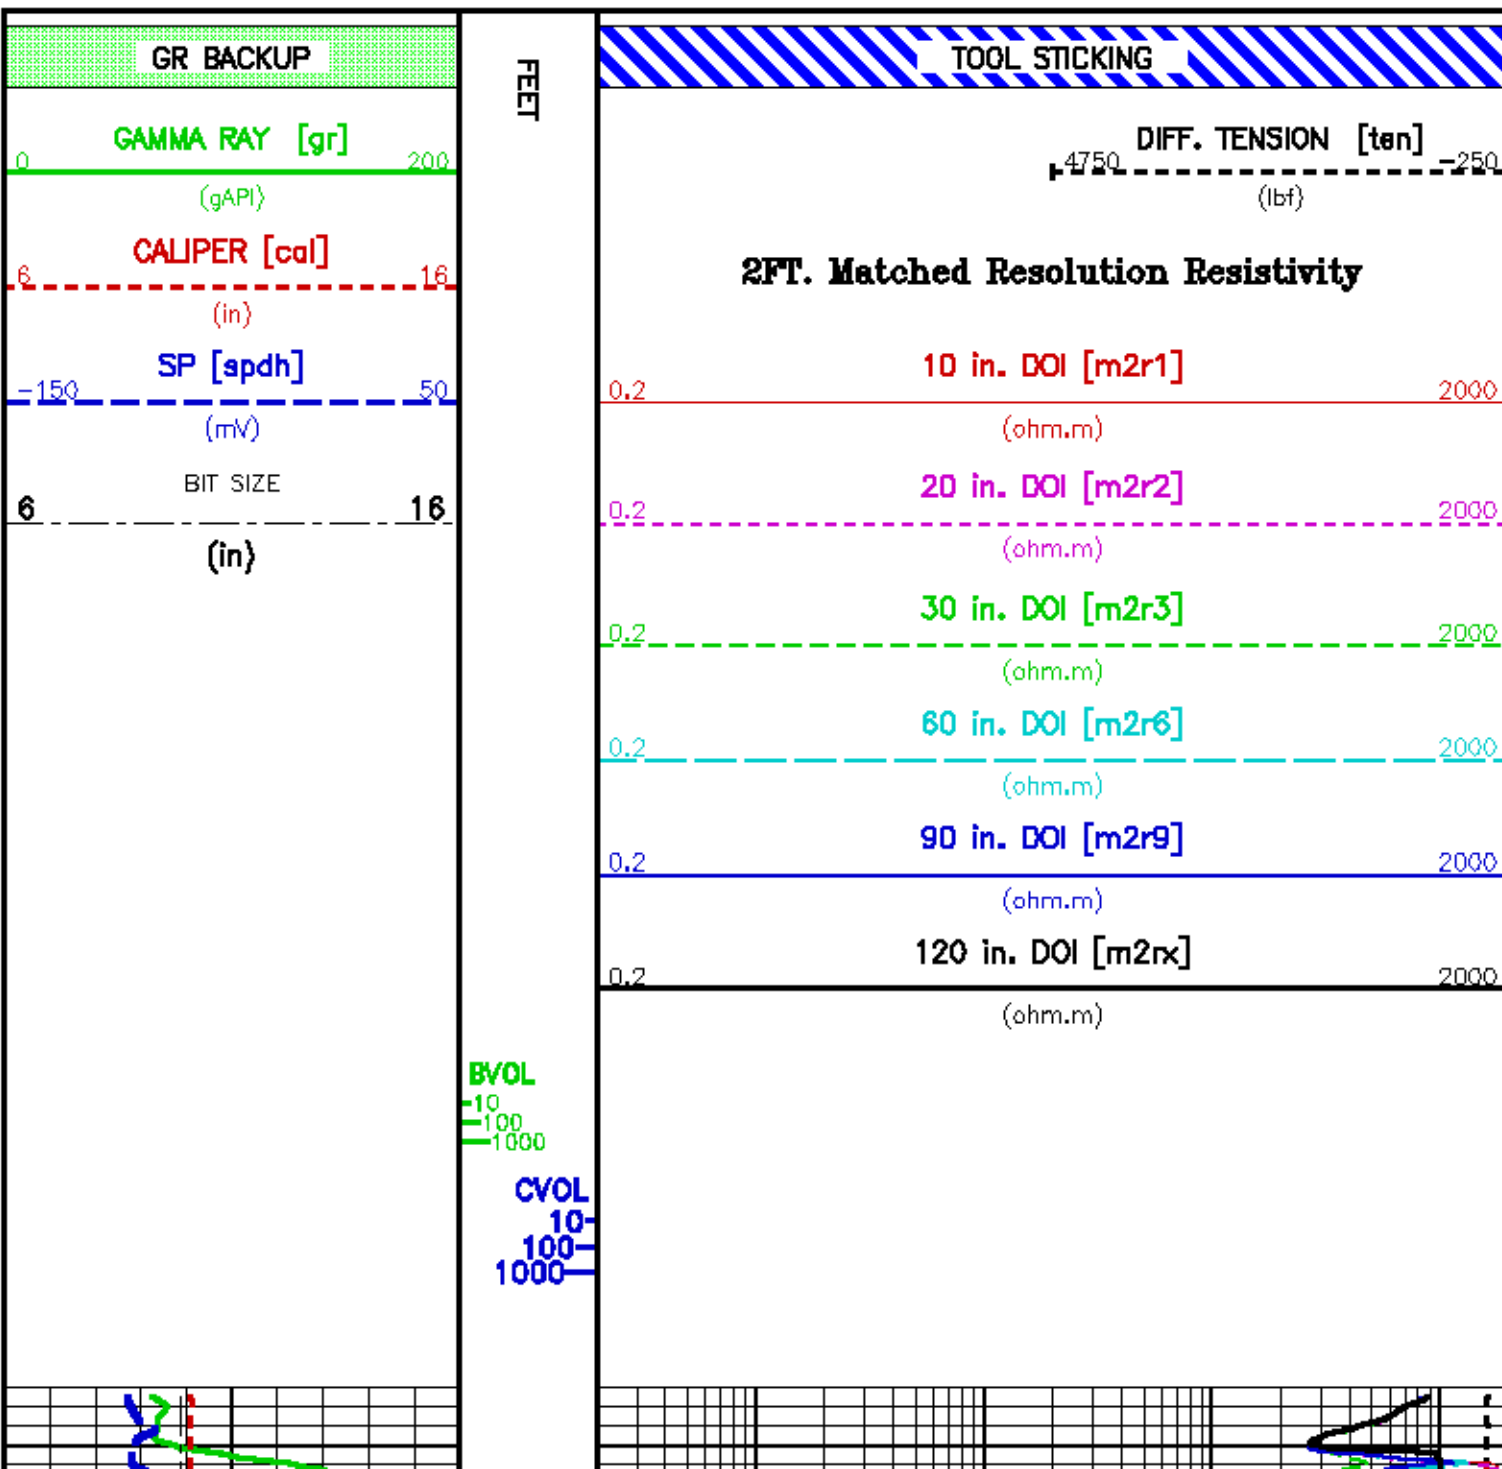 GR BACKUP
GAMMA RAY [gr]
0 200
(gAPI)
CALIPER [cal]
6 16
(in)
SP [spdh]
-150 50
(mV)
BIT SIZE
6 16
(in)
FEET
BVOL
10
100
1000
CVOL
10
100
1000
TOOL STICKING
DIFF. TENSION [ten]
4750 -250
(lbf)
2FT. Matched Resolution Resistivity
10 in. DOI [m2r1]
0.2 2000
(ohm.m)
20 in. DOI [m2r2]
0.2 2000
(ohm.m)
30 in. DOI [m2r3]
0.2 2000
(ohm.m)
60 in. DOI [m2r6]
0.2 2000
(ohm.m)
90 in. DOI [m2r9]
0.2 2000
(ohm.m)
120 in. DOI [m2rx]
0.2 2000
(ohm.m)